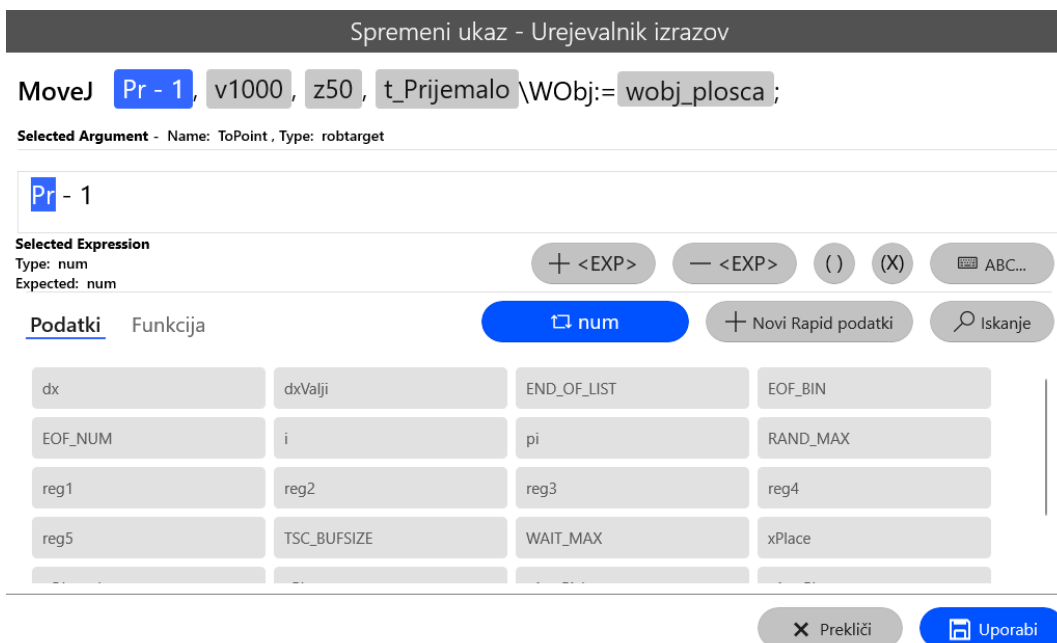 Spremeni ukaz - Urejevalnik izrazov
MoveJ Pr - 1 , v1000 , z50 , t_Prijemalo \WObj:= wobj_plosca ;
Selected Argument - Name: ToPoint , Type: robtarget
Pr - 1
Selected Expression
Type: num
Expected: num
+ <EXP> — <EXP> ( ) (X) ABC...
Podatki Funkcija num + Novi Rapid podatki Iskanje
dx dxValji END_OF_LIST EOF_BIN
EOF_NUM i pi RAND_MAX
reg1 reg2 reg3 reg4
reg5 TSC_BUFSIZE WAIT_MAX xPlace
Prekliči Uporabi